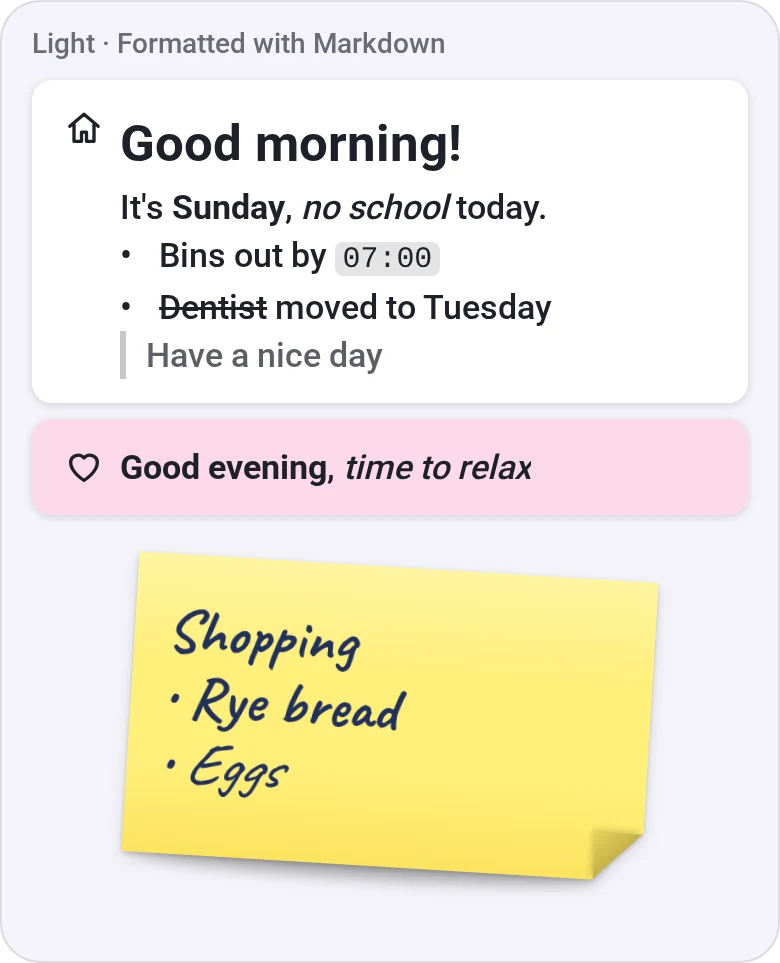 Light · Formatted with Markdown
Good morning!
It's Sunday, no school today.
• Bins out by 07:00
• Dentist moved to Tuesday
Have a nice day
Good evening, time to relax
Shopping
• Rye bread
• Eggs